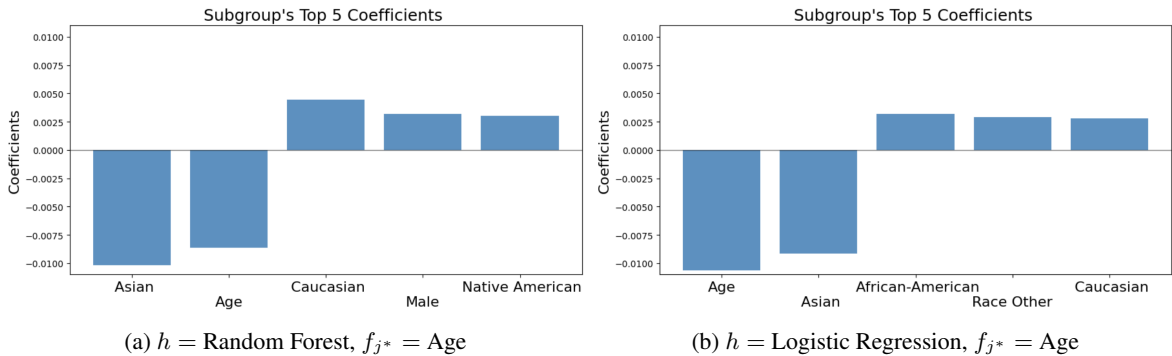 Subgroup's Top 5 Coefficients
Coefficients
0.0100
0.0075
0.0050
0.0025
0.0000
−0.0025
−0.0050
−0.0075
−0.0100
Asian
Age
Caucasian
Male
Native American
(a) h = Random Forest, f_{j*} = Age
Subgroup's Top 5 Coefficients
Coefficients
0.0100
0.0075
0.0050
0.0025
0.0000
−0.0025
−0.0050
−0.0075
−0.0100
Age
Asian
African-American
Race Other
Caucasian
(b) h = Logistic Regression, f_{j*} = Age